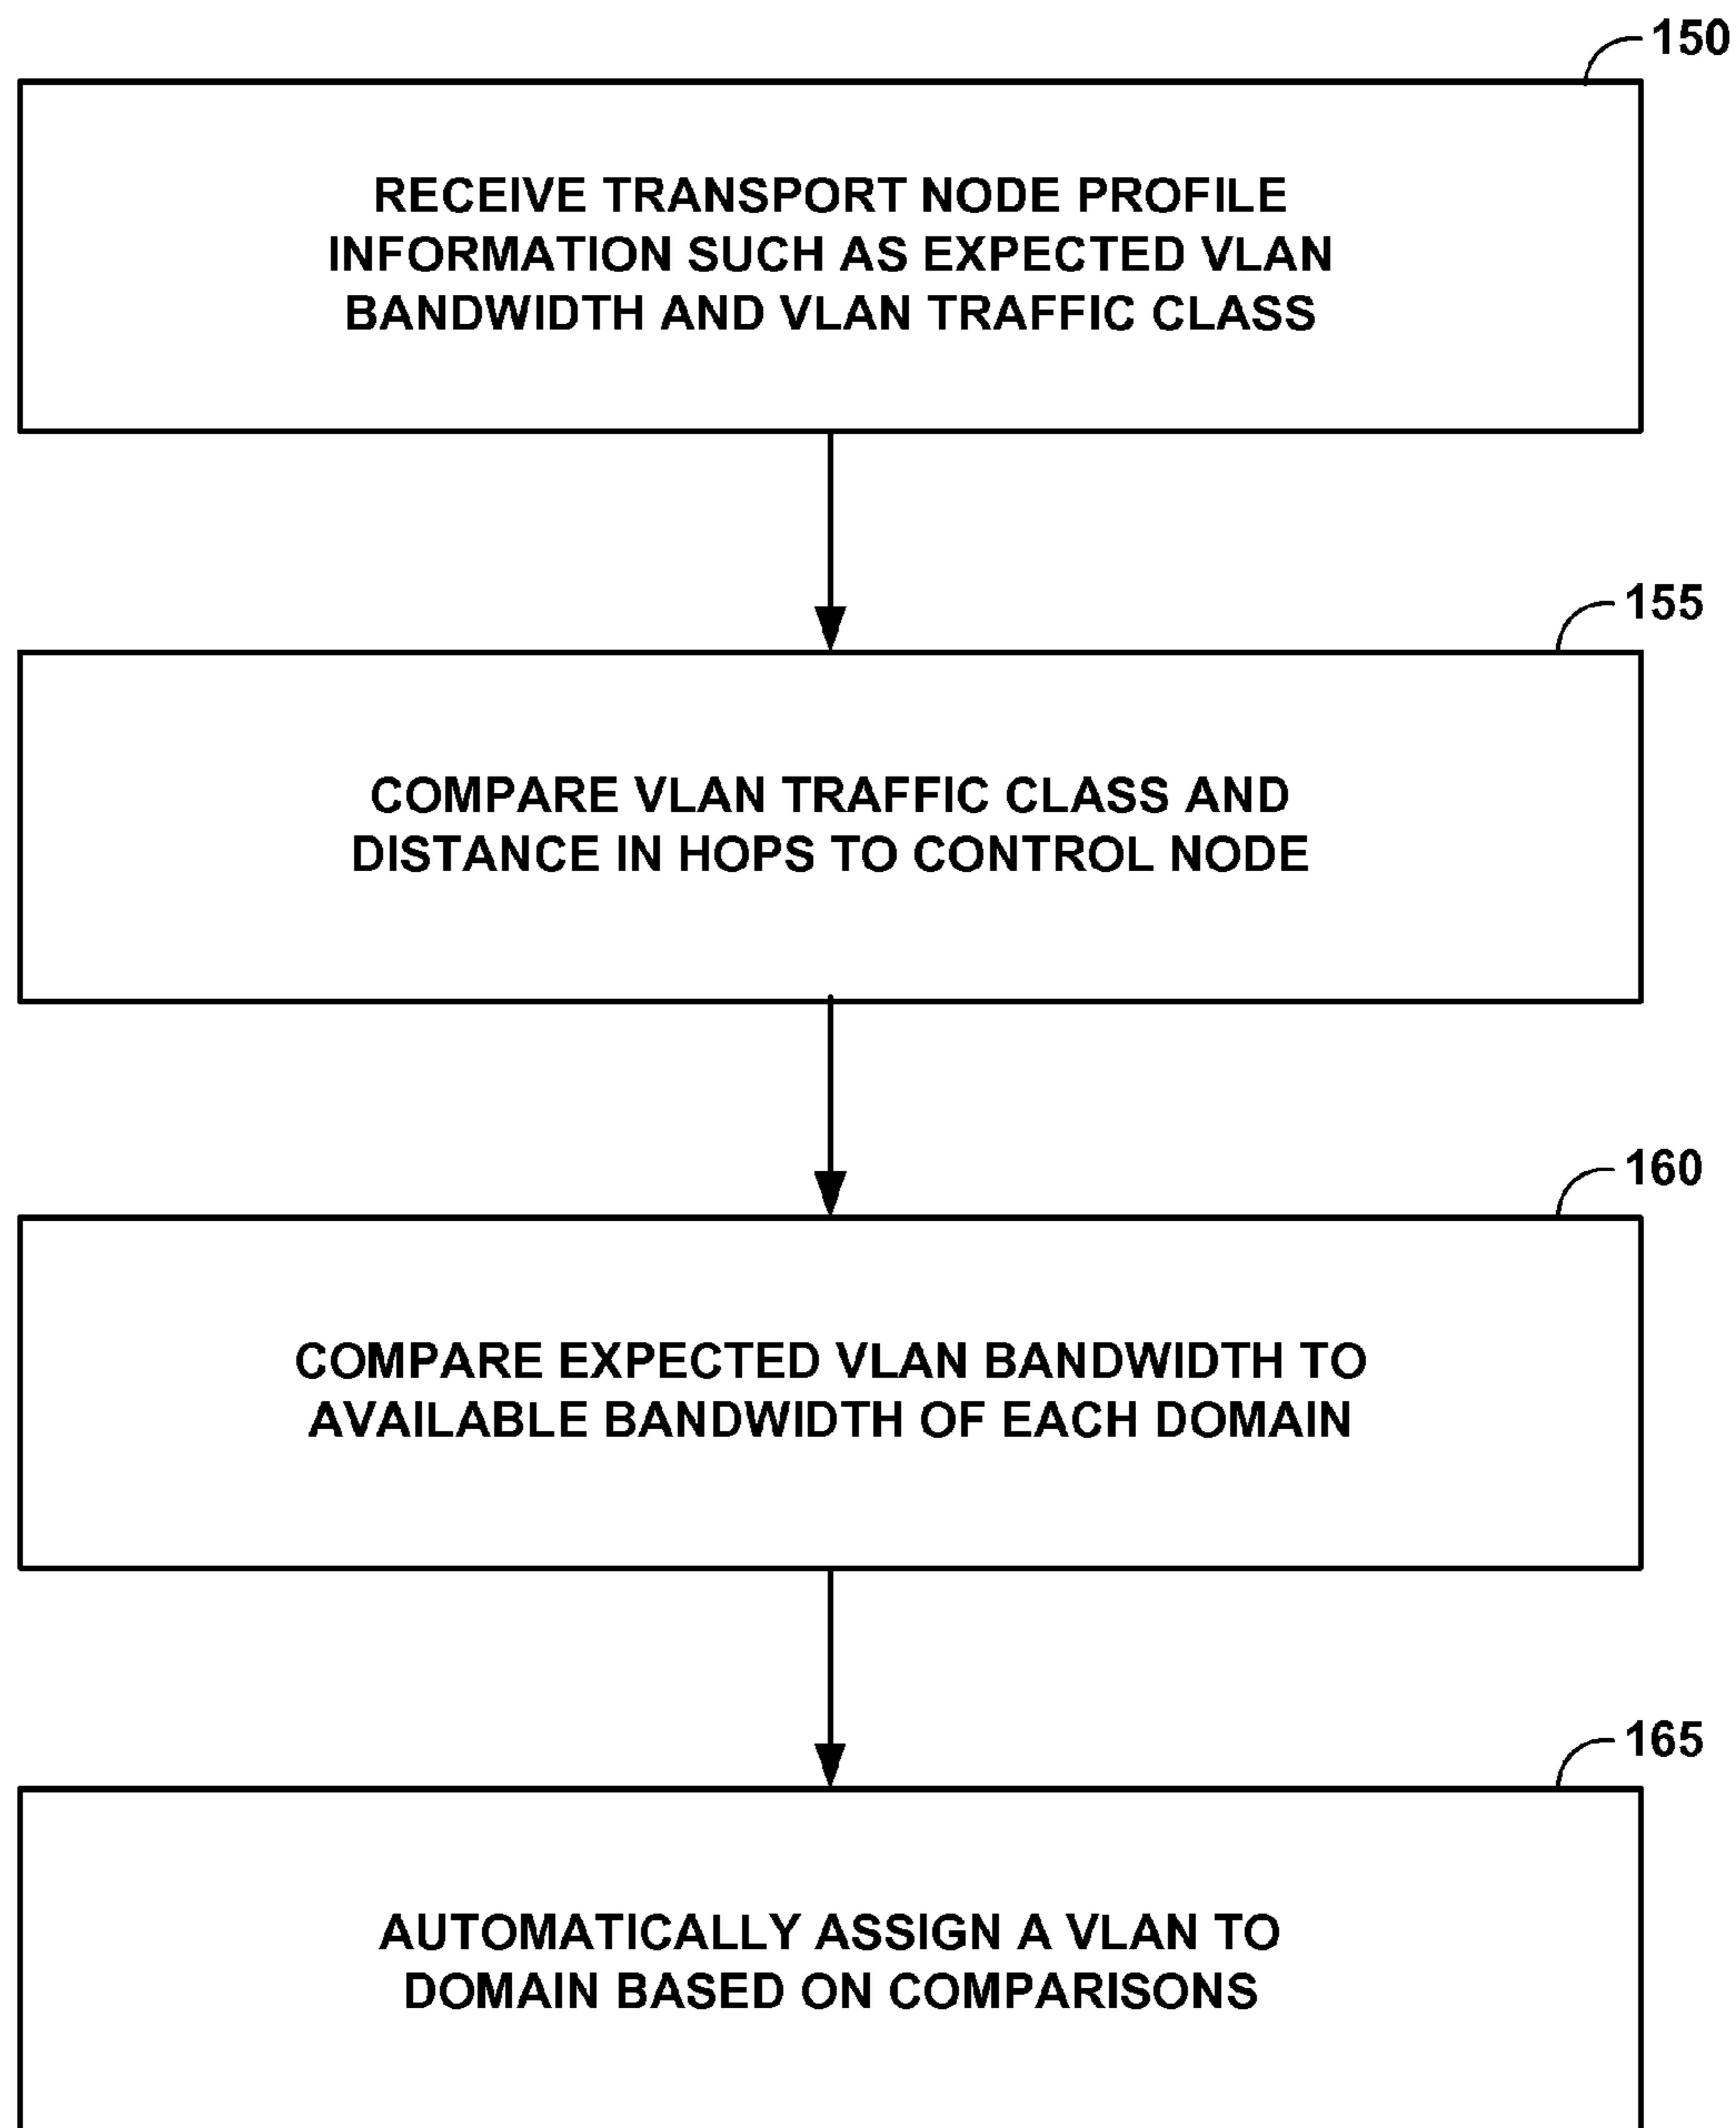 150
RECEIVE TRANSPORT NODE PROFILE
INFORMATION SUCH AS EXPECTED VLAN
BANDWIDTH AND VLAN TRAFFIC CLASS
155
COMPARE VLAN TRAFFIC CLASS AND
DISTANCE IN HOPS TO CONTROL NODE
160
COMPARE EXPECTED VLAN BANDWIDTH TO
AVAILABLE BANDWIDTH OF EACH DOMAIN
165
AUTOMATICALLY ASSIGN A VLAN TO
DOMAIN BASED ON COMPARISONS